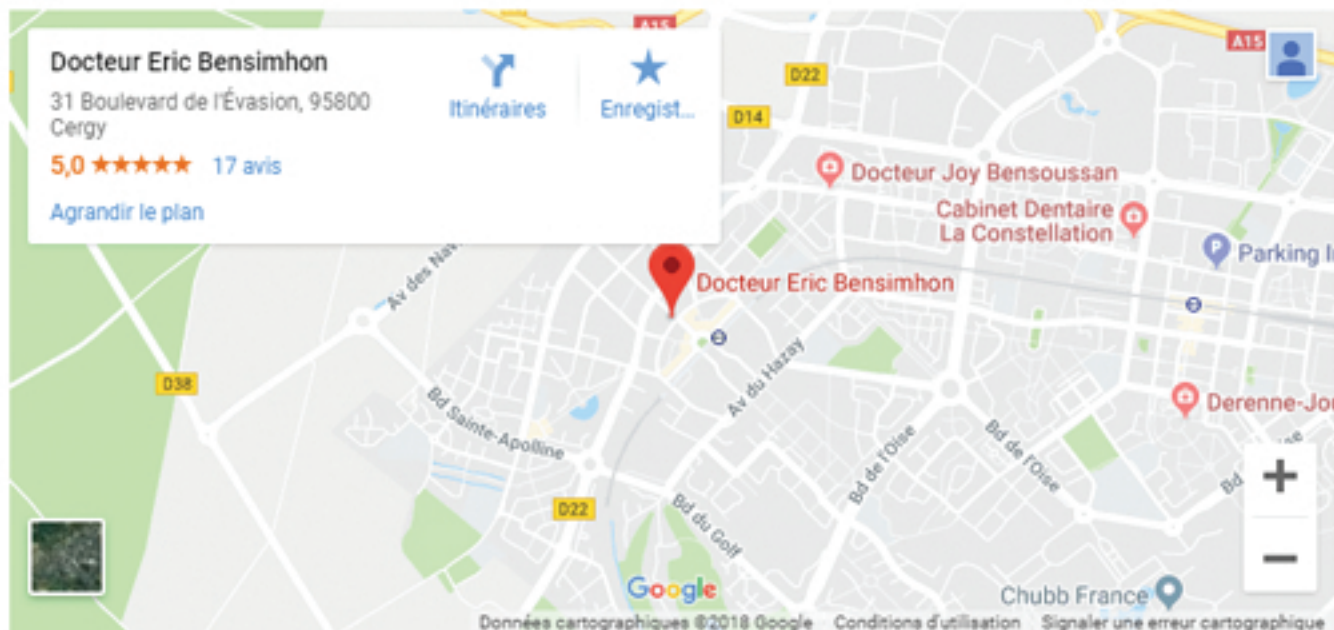 A15
A15
Docteur Eric Bensimhon
31 Boulevard de l'Évasion, 95800
Cergy
5,0
17 avis
Agrandir le plan
Itinéraires
Enregist...
D22
D14
Docteur Joy Bensoussan
Cabinet Dentaire
La Constellation
Parking
Docteur Eric Bensimhon
Av des Nav
D38
Av du Hazay
Bd Sainte-Apolline
Derenne-Jo
Bd de l'Oise
Bd de l'Oise
Bd
D22
Bd du Golf
Google
Chubb France
Données cartographiques ©2018 Google
Conditions d'utilisation
Signaler une erreur cartographique